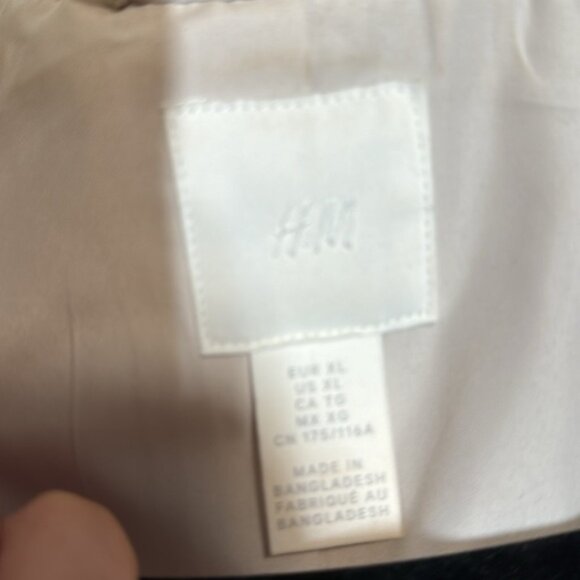 H&M
EUR XL
US XL
CA TG
MX XG
CN 175/116A
MADE IN
BANGLADESH
FABRIQUÉ AU
BANGLADESH